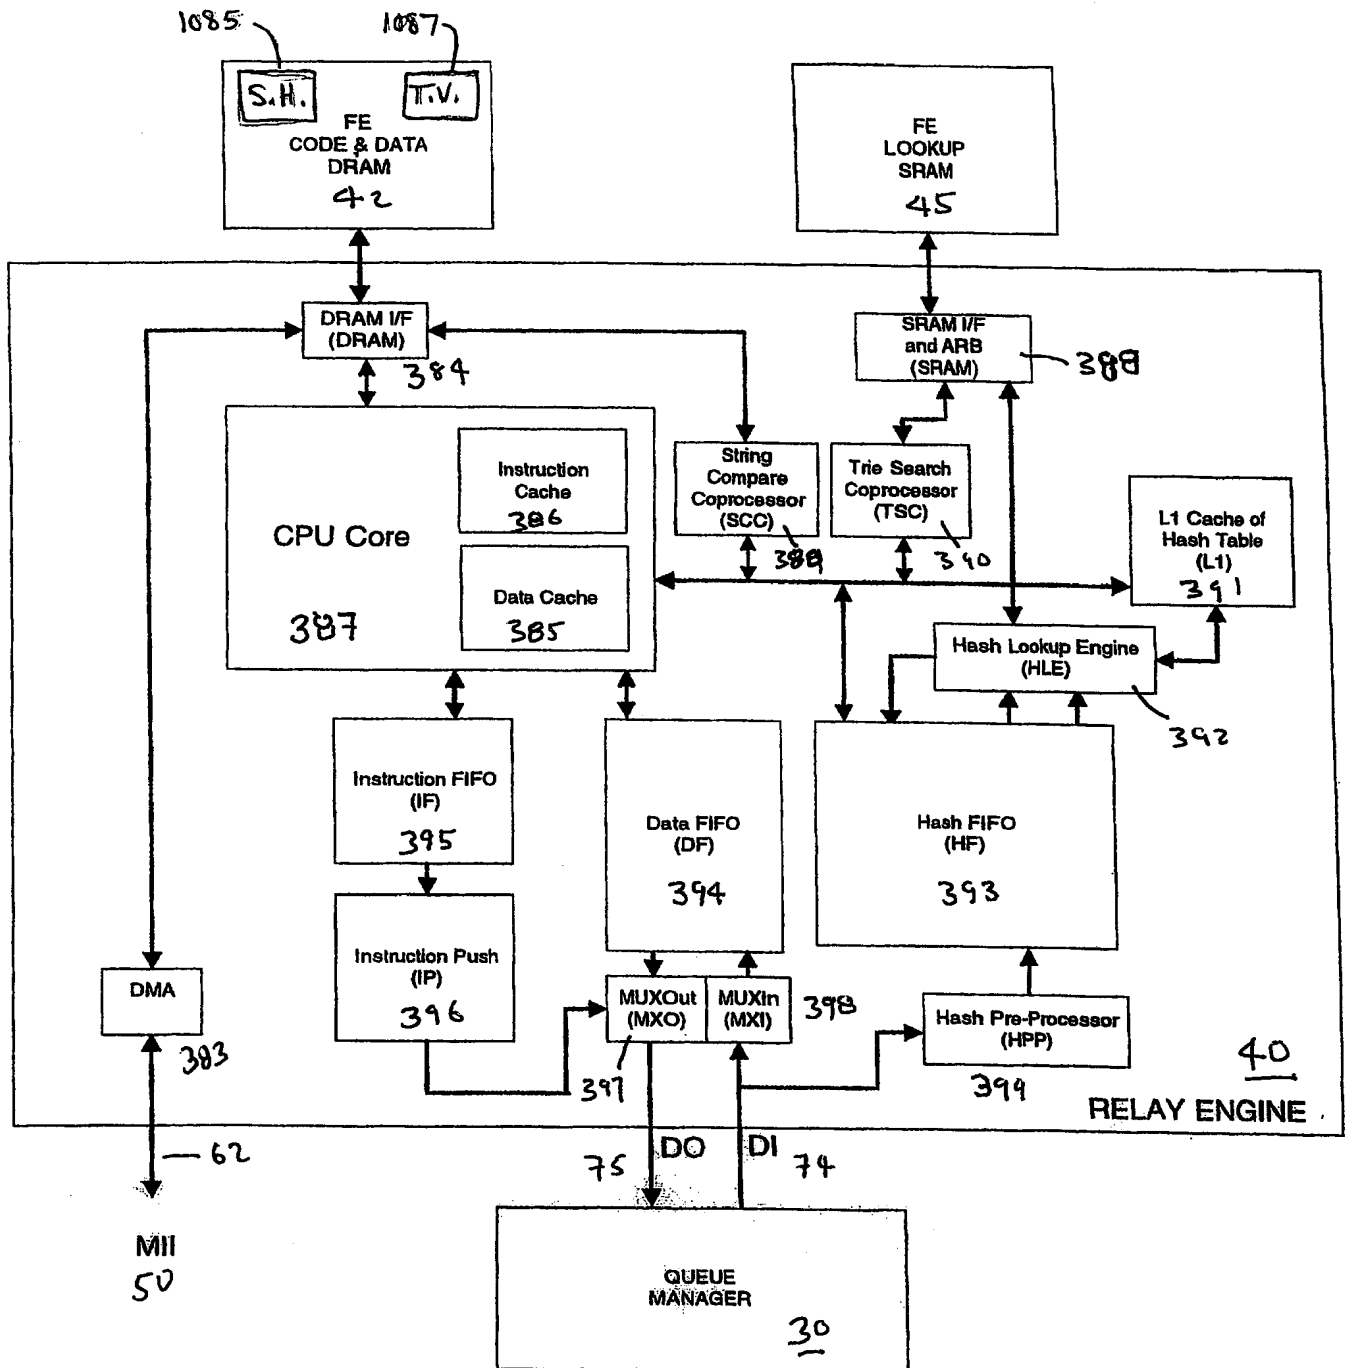 1085
1087
S.H.
T.V.
FE
CODE & DATA
DRAM
42
FE
LOOKUP
SRAM
45
DRAM I/F
(DRAM)
384
SRAM I/F
and ARB
(SRAM)
388
CPU Core
387
Instruction
Cache
386
Data Cache
385
String
Compare
Coprocessor
(SCC)
389
Trie Search
Coprocessor
(TSC)
390
L1 Cache of
Hash Table
(L1)
391
Hash Lookup Engine
(HLE)
392
Instruction FIFO
(IF)
395
Data FIFO
(DF)
394
Hash FIFO
(HF)
393
Instruction Push
(IP)
396
DMA
383
MUXOut
(MXO)
397
MUXIn
(MXI)
398
Hash Pre-Processor
(HPP)
399
40
RELAY ENGINE
62
75
DO
DI
74
MII
50
QUEUE
MANAGER
30